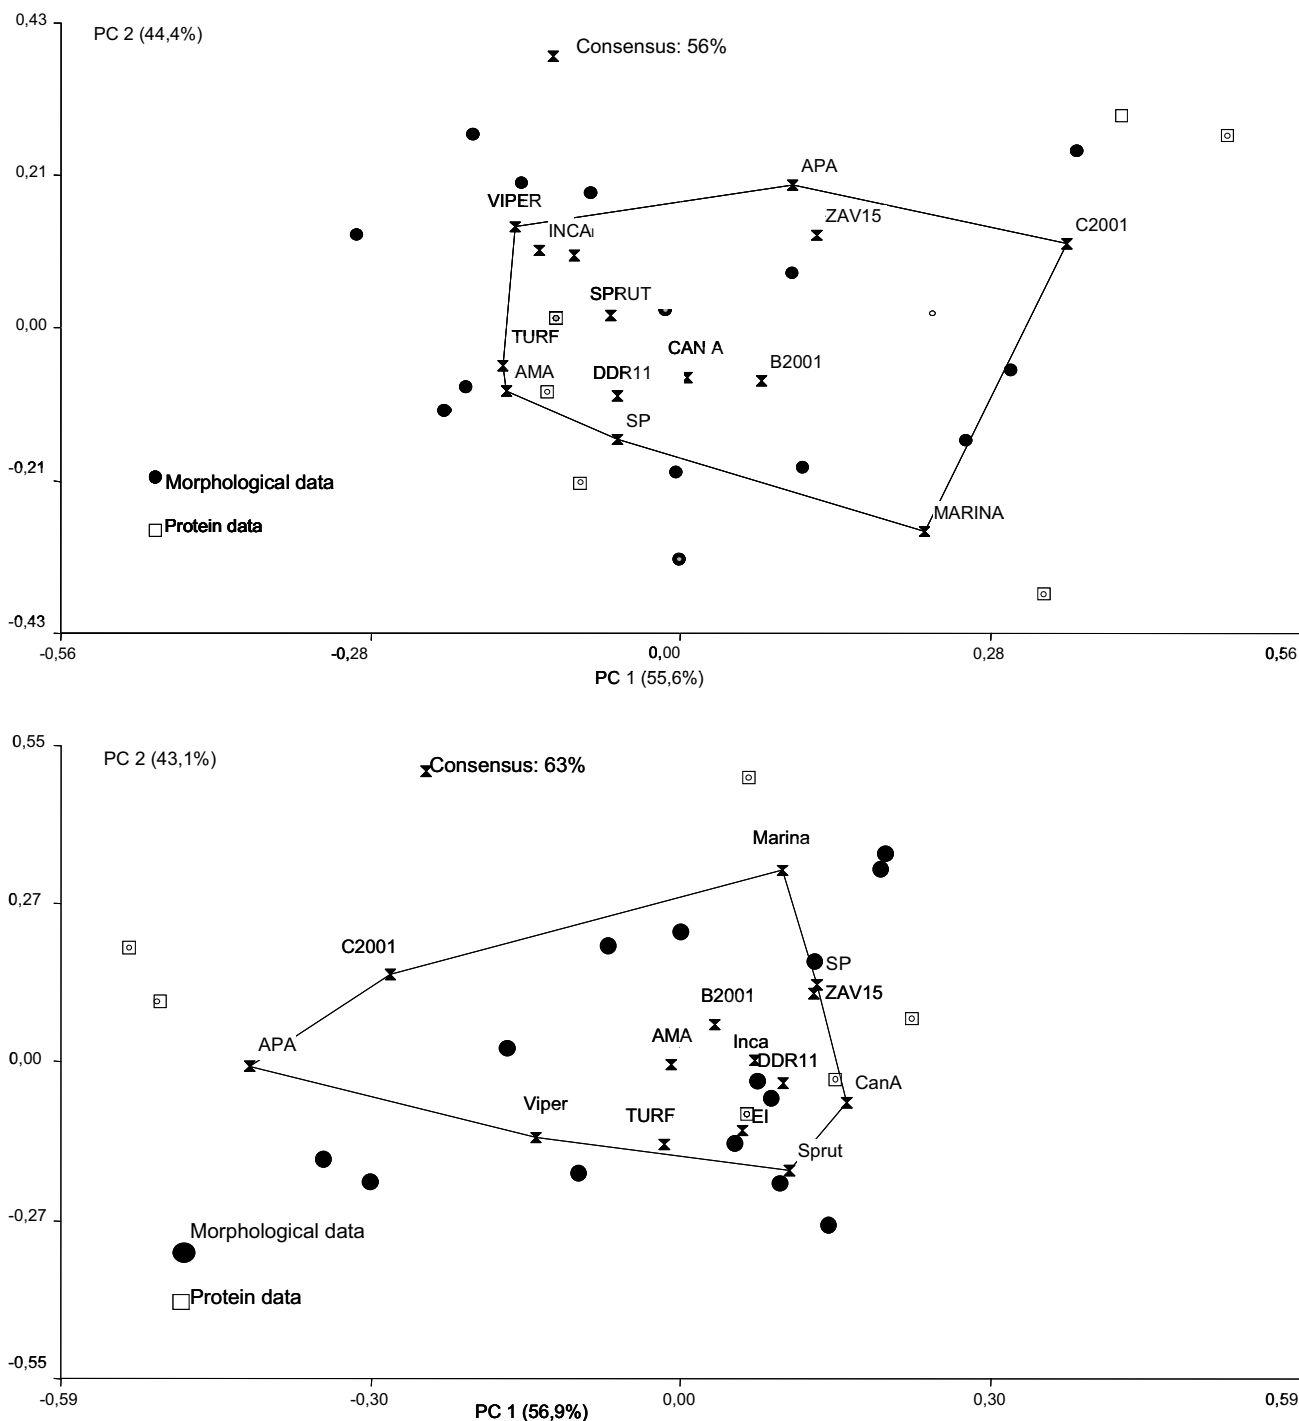 0,43
PC 2 (44,4%)
Consensus: 56%
0,21
APA
VIPER
ZAV15
INCA
C2001
SPRUT
0,00
TURF
CAN A
B2001
AMA
DDR11
SP
-0,21
Morphological data
MARINA
Protein data
-0,43
-0,56
-0,28
0,00
0,28
0,56
PC 1 (55,6%)
0,55
PC 2 (43,1%)
Consensus: 63%
Marina
0,27
C2001
SP
B2001
ZAV15
AMA
Inca
APA
0,00
DDR11
CanA
Viper
TURF
EI
Sprut
-0,27
Morphological data
Protein data
-0,55
-0,59
-0,30
0,00
0,30
0,59
PC 1 (56,9%)